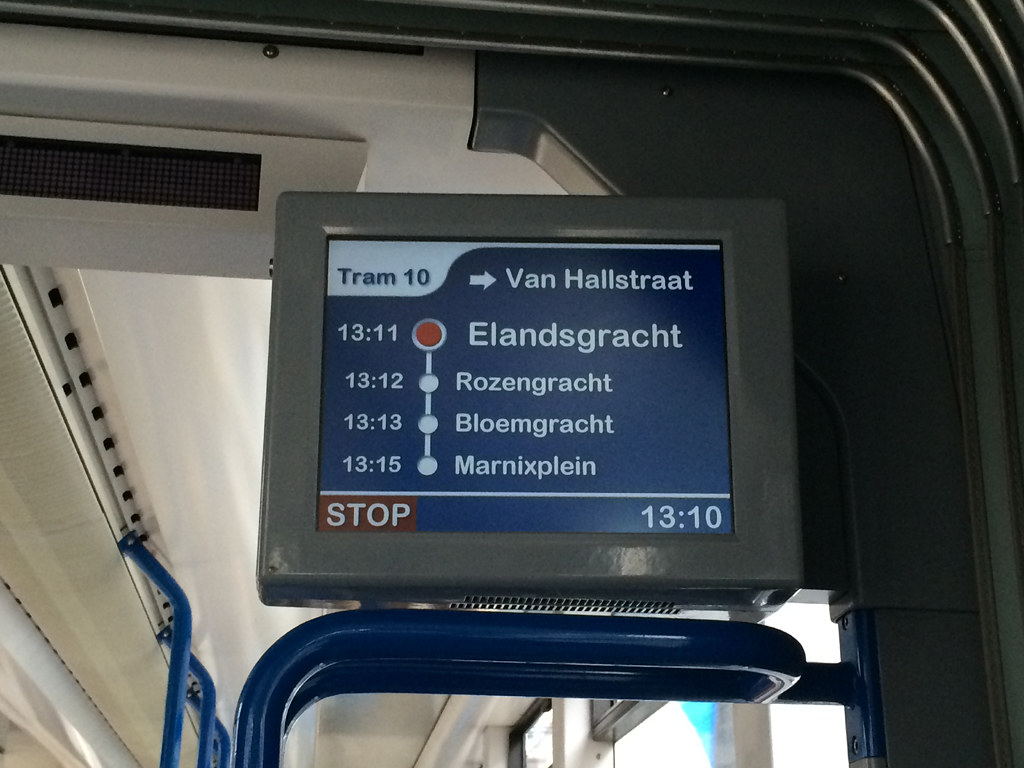 Tram 10 Van Hallstraat
13:11 Elandsgracht
13:12 Rozengracht
13:13 Bloemgracht
13:15 Marnixplein
STOP 13:10